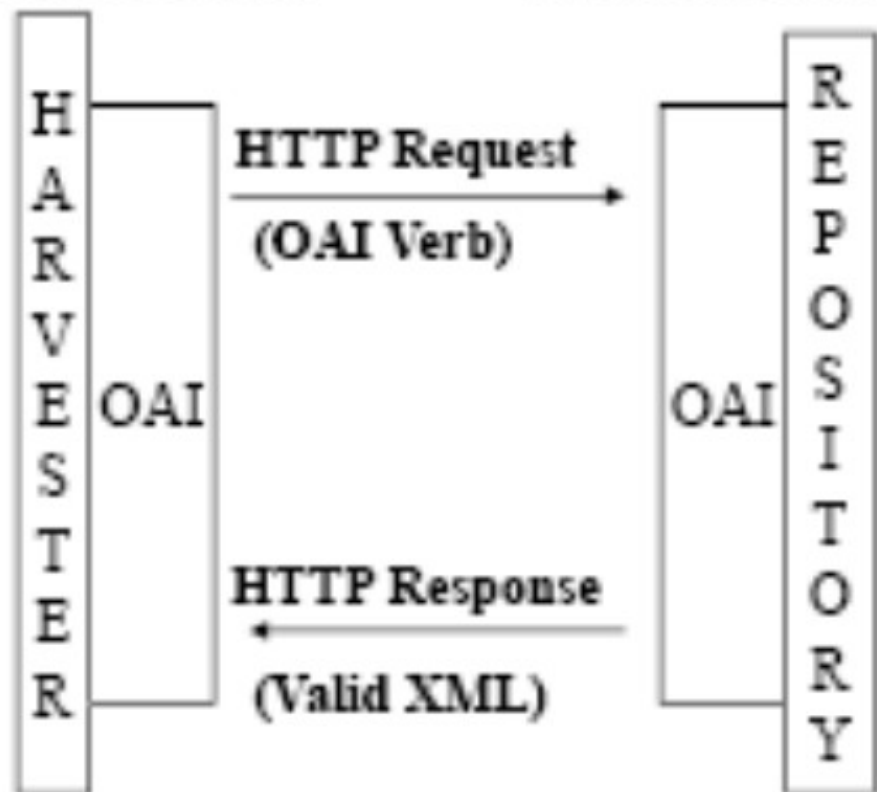 HARVESTER
OAI
HTTP Request
(OAI Verb)
HTTP Response
(Valid XML)
OAI
REPOSITORY